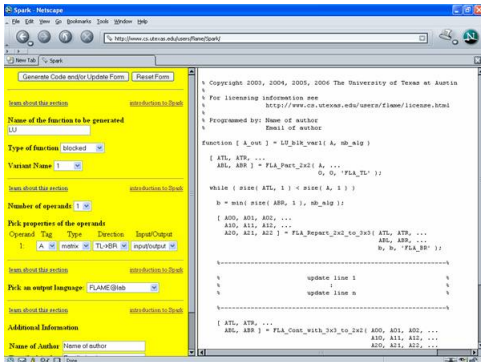 Spark - Netscape
File Edit View Go Bookmarks Tools Window Help
http://www.cs.utexas.edu/users/flame/Spark/
New Tab Spark
Generate Code and/or Update Form Reset Form
learn about this section introduction to Spark
Name of the function to be generated
LU
Type of function blocked
Variant Name 1
learn about this section introduction to Spark
Number of operands 1
Pick properties of the operands
Operand Tag Type Direction Input/Output
1: A matrix TL->BR input/output
learn about this section introduction to Spark
Pick an output language: FLAME@lab
learn about this section introduction to Spark
Additional Information
Name of Author Name of author
% Copyright 2003, 2004, 2005, 2006 The University of Texas at Austin
%
% For licensing information see
% http://www.cs.utexas.edu/users/flame/license.html
%
% Programmed by: Name of author
% Email of author
function [ A_out ] = LU_blk_var1( A, nb_alg )
[ ATL, ATR, ...
ABL, ABR ] = FLA_Part_2x2( A, ...
0, 0, 'FLA_TL' );
while ( size( ATL, 1 ) < size( A, 1 ) )
b = min( size( ABR, 1 ), nb_alg );
[ A00, A01, A02, ...
A10, A11, A12, ...
A20, A21, A22 ] = FLA_Repart_2x2_to_3x3( ATL, ATR, ...
ABL, ABR, ...
b, b, 'FLA_BR' );
%------------------------------------------------------------%
% update line 1 %
% : %
% update line n %
%------------------------------------------------------------%
[ ATL, ATR, ...
ABL, ABR ] = FLA_Cont_with_3x3_to_2x2( A00, A01, A02, ...
A10, A11, A12, ...
A20, A21, A22, ...
Done